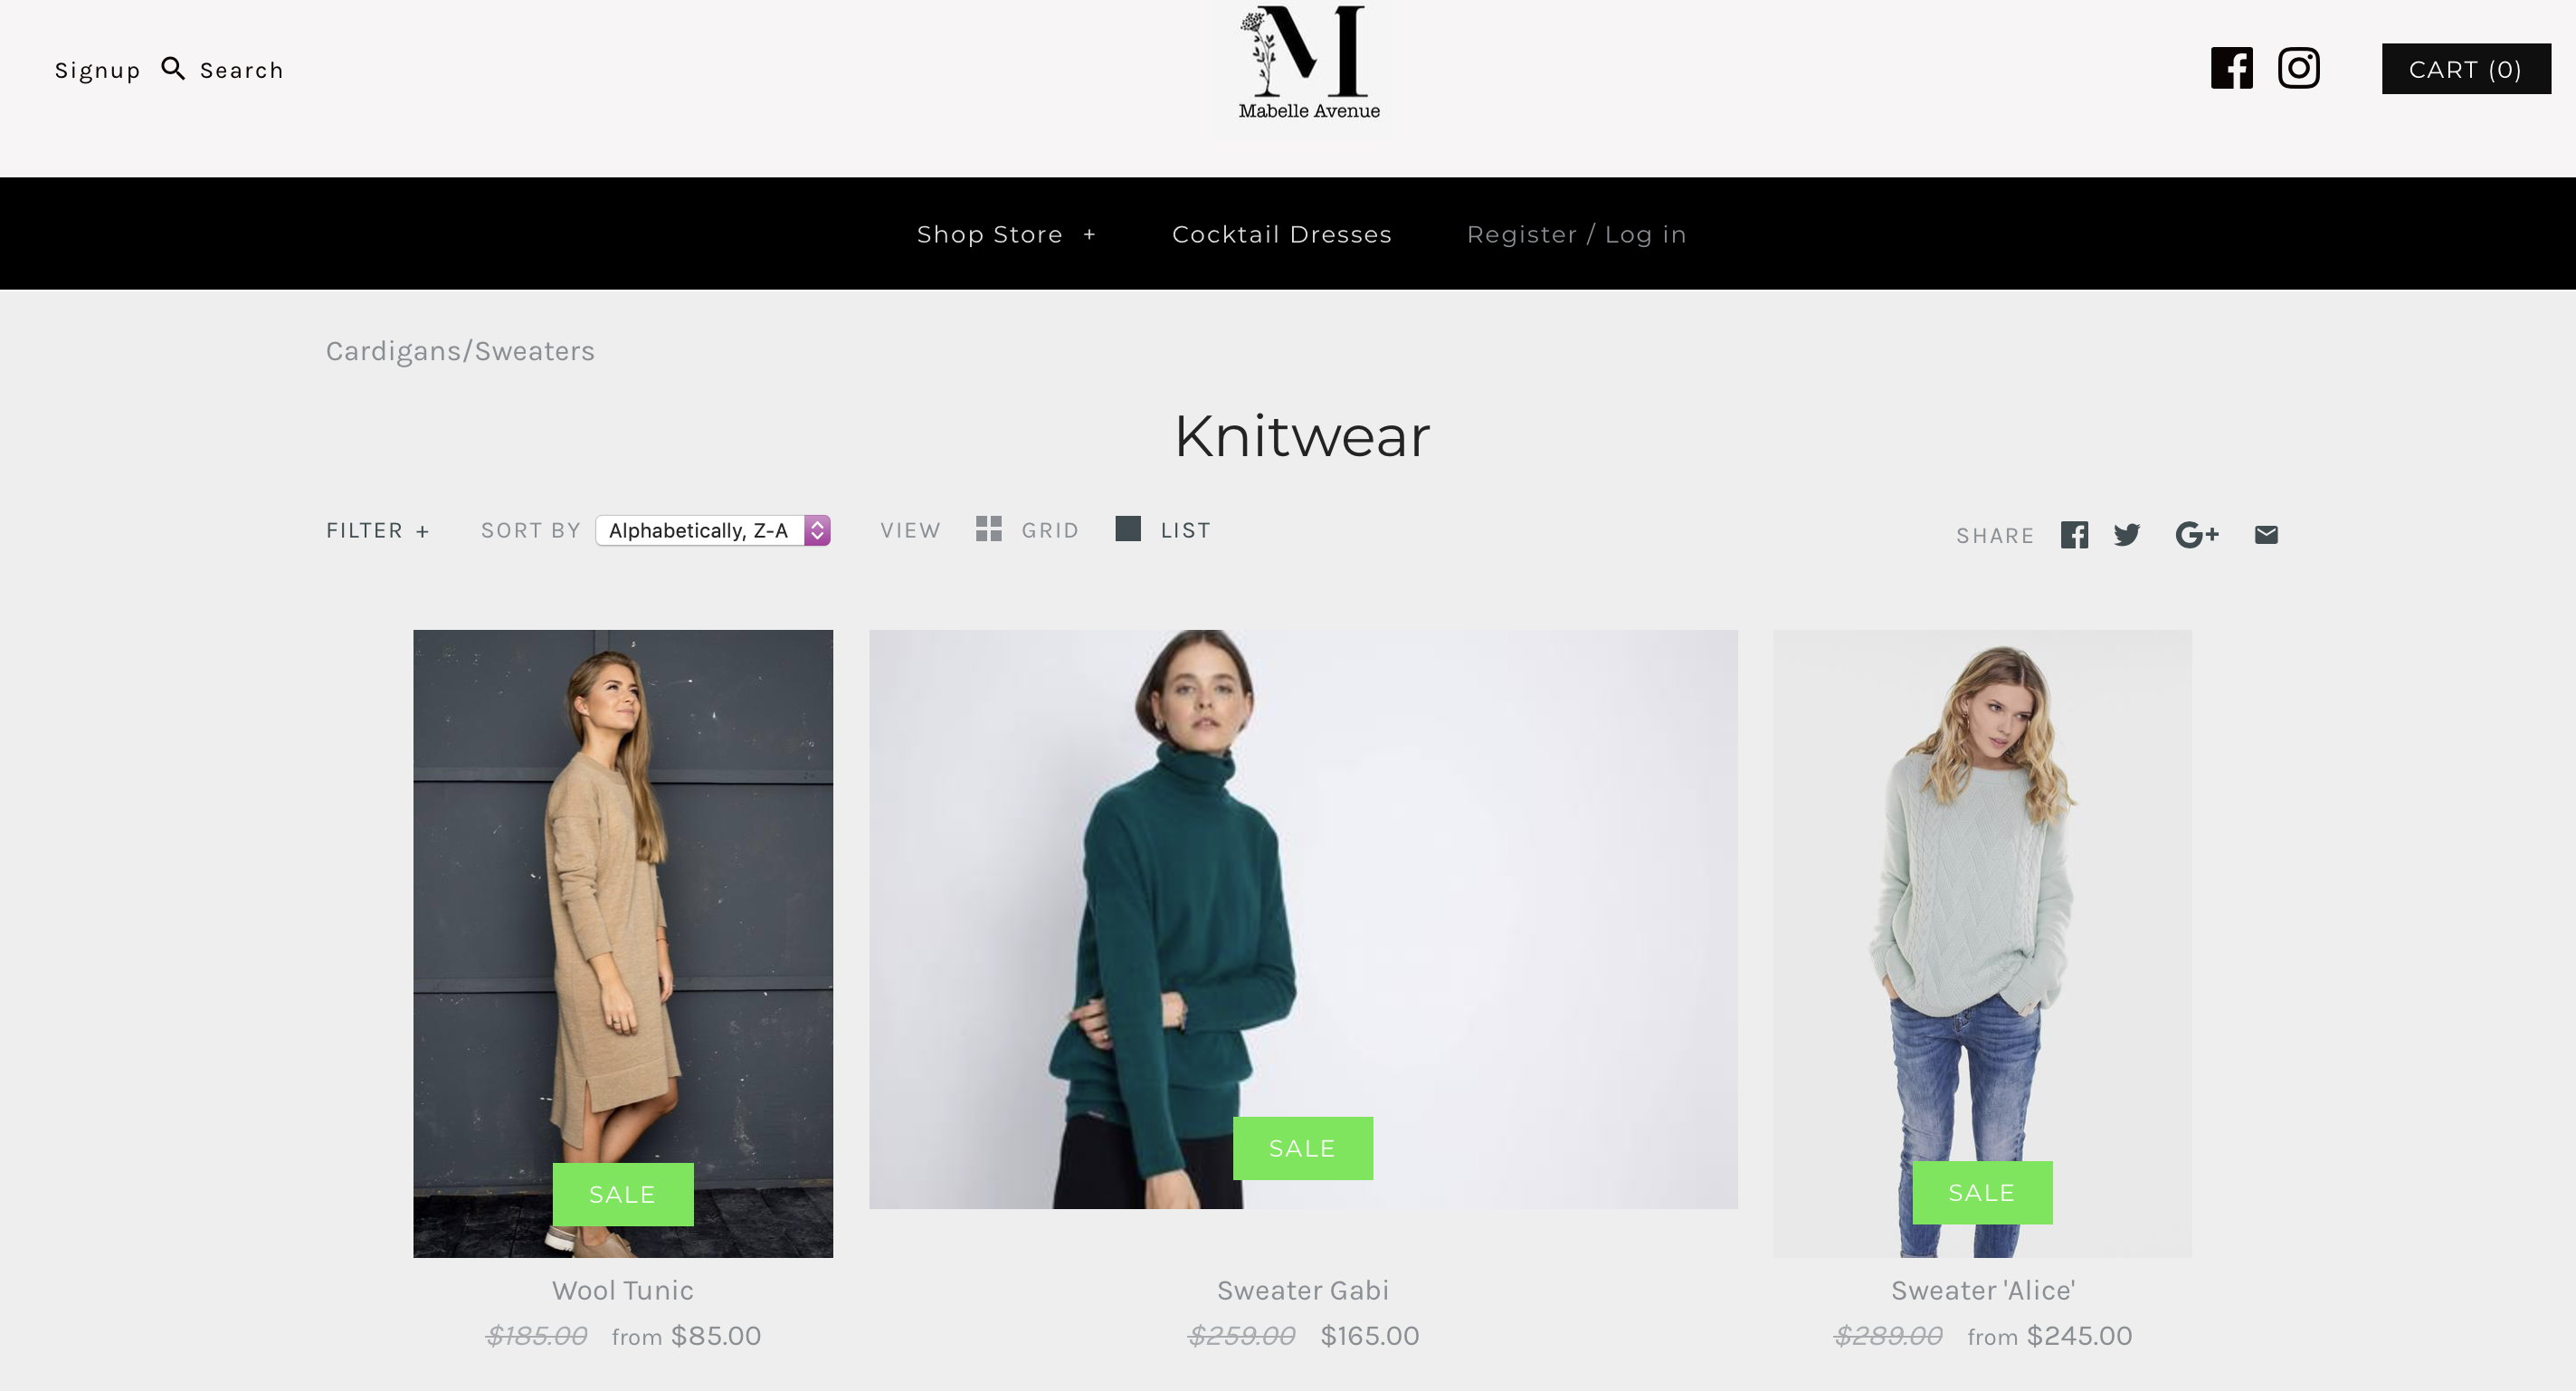 Signup Search
M
Mabelle Avenue
CART (0)
Shop Store + Cocktail Dresses Register / Log in
Cardigans/Sweaters
Knitwear
FILTER + SORT BY Alphabetically, Z-A VIEW GRID LIST SHARE G+
SALE
SALE
SALE
Wool Tunic
$185.00 from $85.00
Sweater Gabi
$259.00 $165.00
Sweater 'Alice'
$289.00 from $245.00